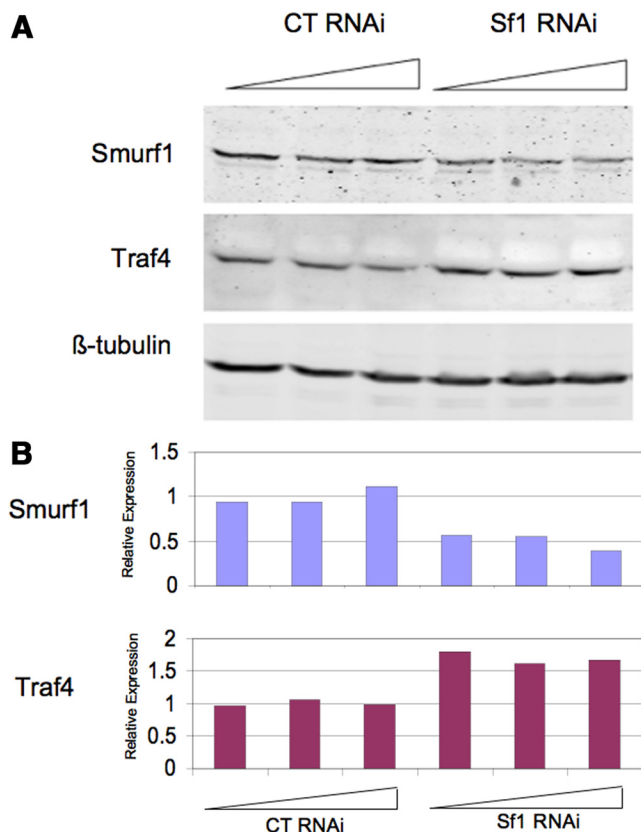 A
CT RNAi Sf1 RNAi
Smurf1
Traf4
ß-tubulin
B
Smurf1
Relative Expression
1.5
1
0.5
0
Traf4
Relative Expression
2
1.5
1
0.5
0
CT RNAi Sf1 RNAi